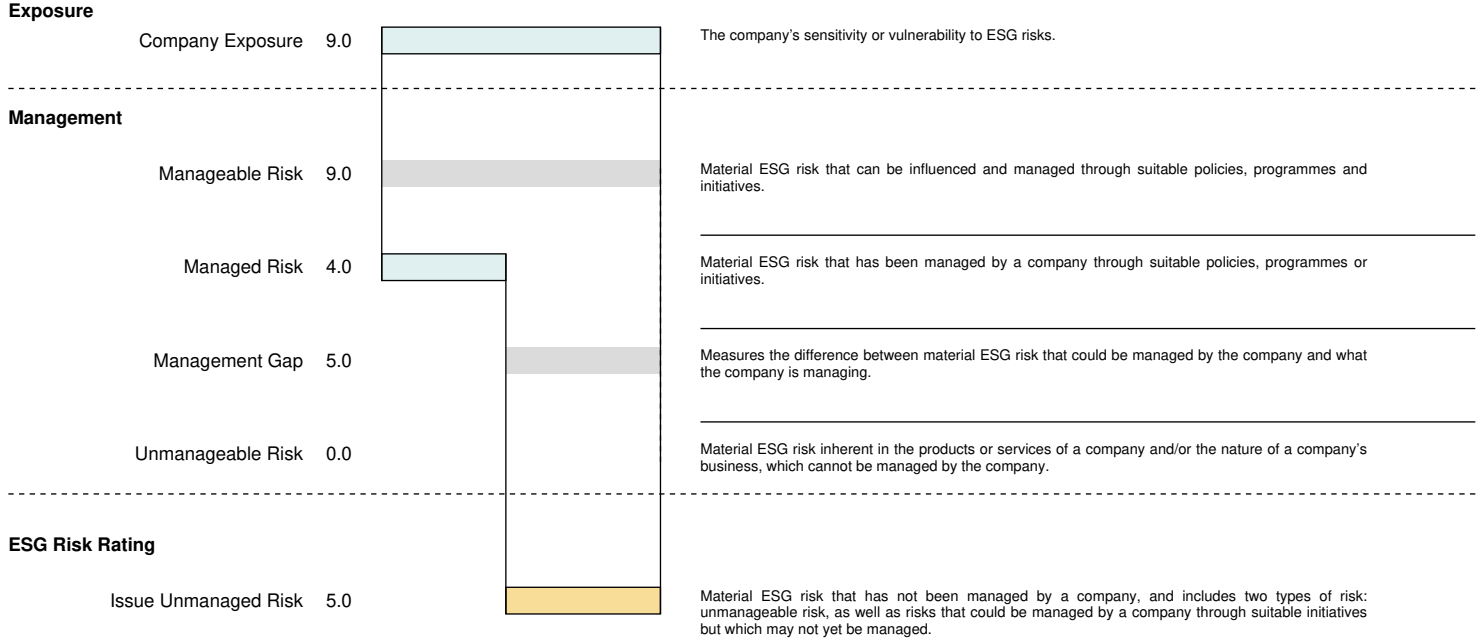 Exposure
Company Exposure 9.0
The company's sensitivity or vulnerability to ESG risks.
Management
Manageable Risk 9.0
Material ESG risk that can be influenced and managed through suitable policies, programmes and
initiatives.
Managed Risk 4.0
Material ESG risk that has been managed by a company through suitable policies, programmes or
initiatives.
Management Gap 5.0
Measures the difference between material ESG risk that could be managed by the company and what
the company is managing.
Unmanageable Risk 0.0
Material ESG risk inherent in the products or services of a company and/or the nature of a company's
business, which cannot be managed by the company.
ESG Risk Rating
Issue Unmanaged Risk 5.0
Material ESG risk that has not been managed by a company, and includes two types of risk:
unmanageable risk, as well as risks that could be managed by a company through suitable initiatives
but which may not yet be managed.